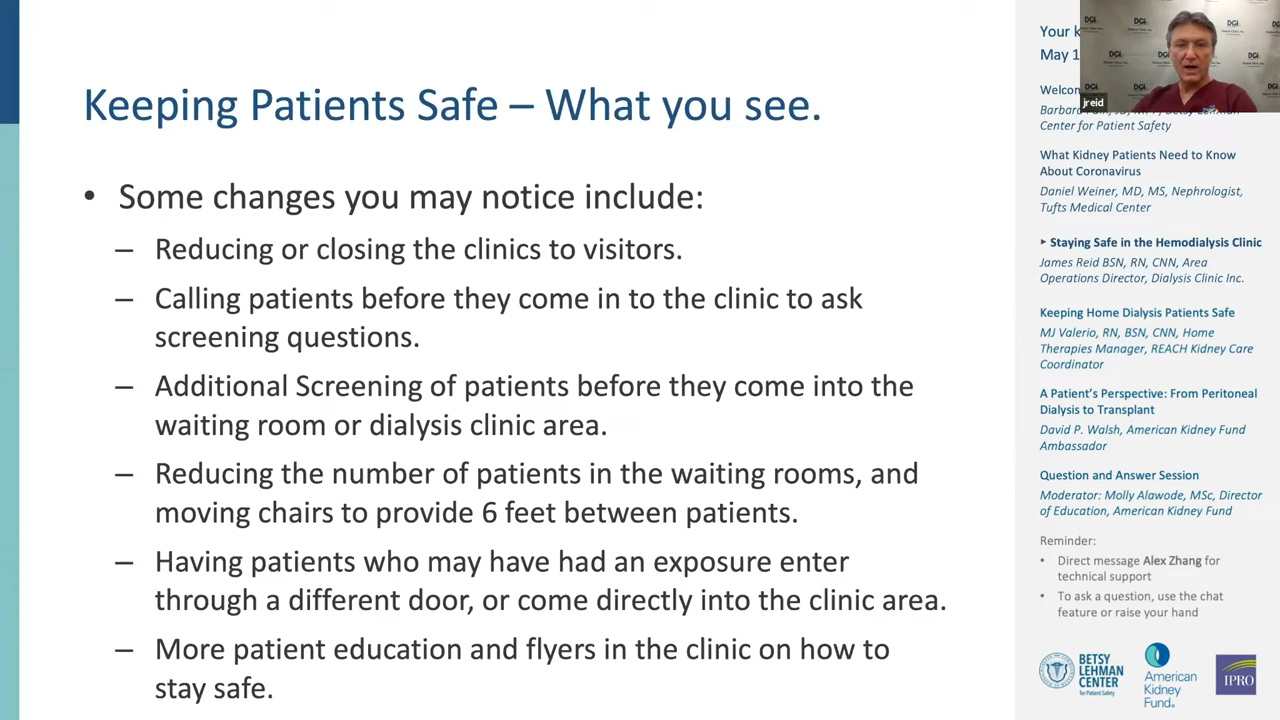 Keeping Patients Safe – What you see.
• Some changes you may notice include:
– Reducing or closing the clinics to visitors.
– Calling patients before they come in to the clinic to ask
screening questions.
– Additional Screening of patients before they come into the
waiting room or dialysis clinic area.
– Reducing the number of patients in the waiting rooms, and
moving chairs to provide 6 feet between patients.
– Having patients who may have had an exposure enter
through a different door, or come directly into the clinic area.
– More patient education and flyers in the clinic on how to
stay safe.
Your k
May 1
DCi
jreid
Welcom
Center for Patient Safety
What Kidney Patients Need to Know
About Coronavirus
Daniel Weiner, MD, MS, Nephrologist,
Tufts Medical Center
‣ Staying Safe in the Hemodialysis Clinic
James Reid BSN, RN, CNN, Area
Operations Director, Dialysis Clinic Inc.
Keeping Home Dialysis Patients Safe
MJ Valerio, RN, BSN, CNN, Home
Therapies Manager, REACH Kidney Care
Coordinator
A Patient’s Perspective: From Peritoneal
Dialysis to Transplant
David P. Walsh, American Kidney Fund
Ambassador
Question and Answer Session
Moderator: Molly Alawode, MSc, Director
of Education, American Kidney Fund
Reminder:
• Direct message Alex Zhang for
technical support
• To ask a question, use the chat
feature or raise your hand
BETSY
LEHMAN
CENTER
for Patient Safety
American
Kidney
Fund®
IPRO